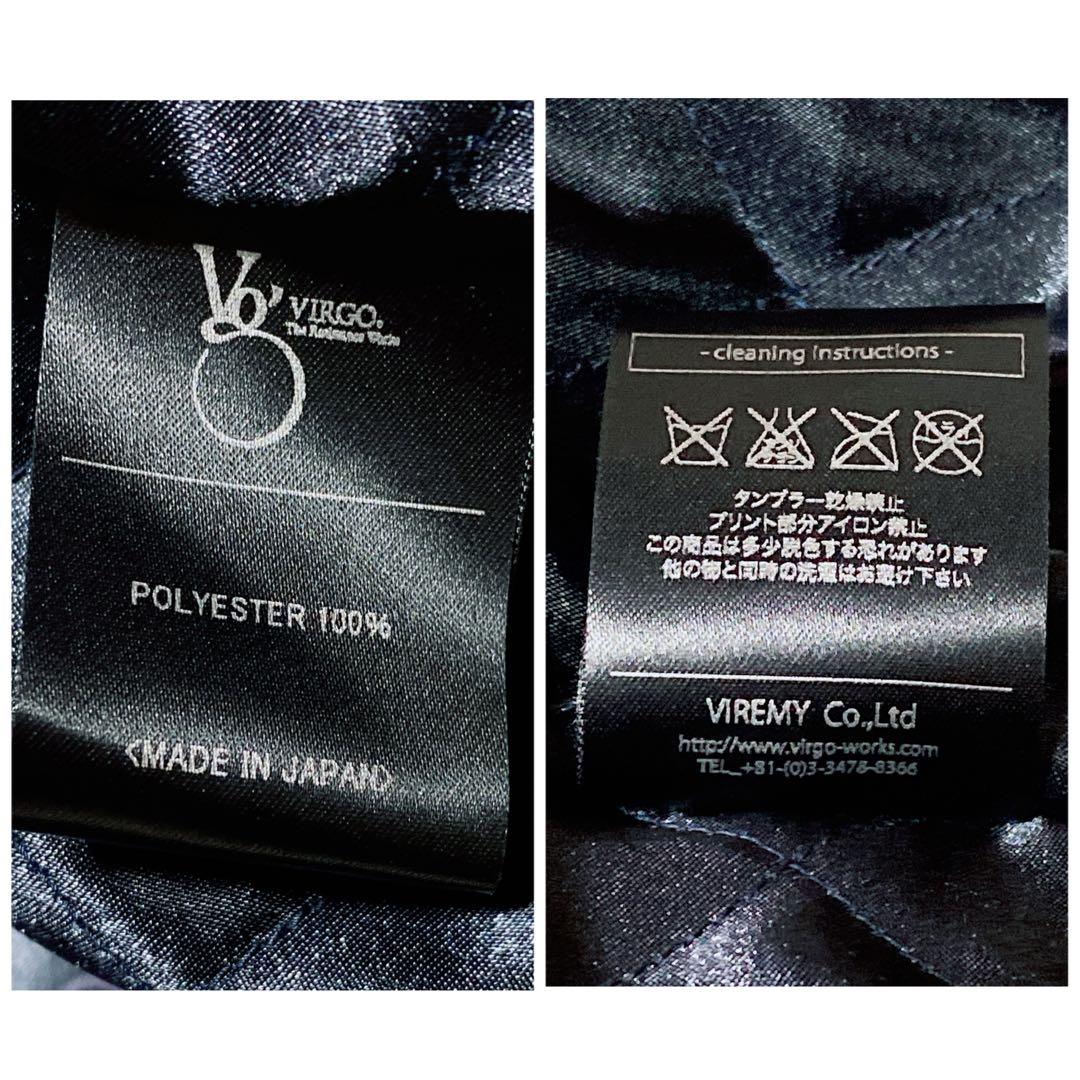 Vo'
VIRGO.
The Works
POLYESTER 100%
<MADE IN JAPAN>
- cleaning instructions -
ドライ
タンブラー乾燥禁止
プリント部分アイロン禁止
この商品は多少脱色する恐れがあります
他の物と同時の洗濯はお避け下さい
VIREMY Co.,Ltd
http://www.virgo-works.com
TEL_+81-(0)3-3478-8366